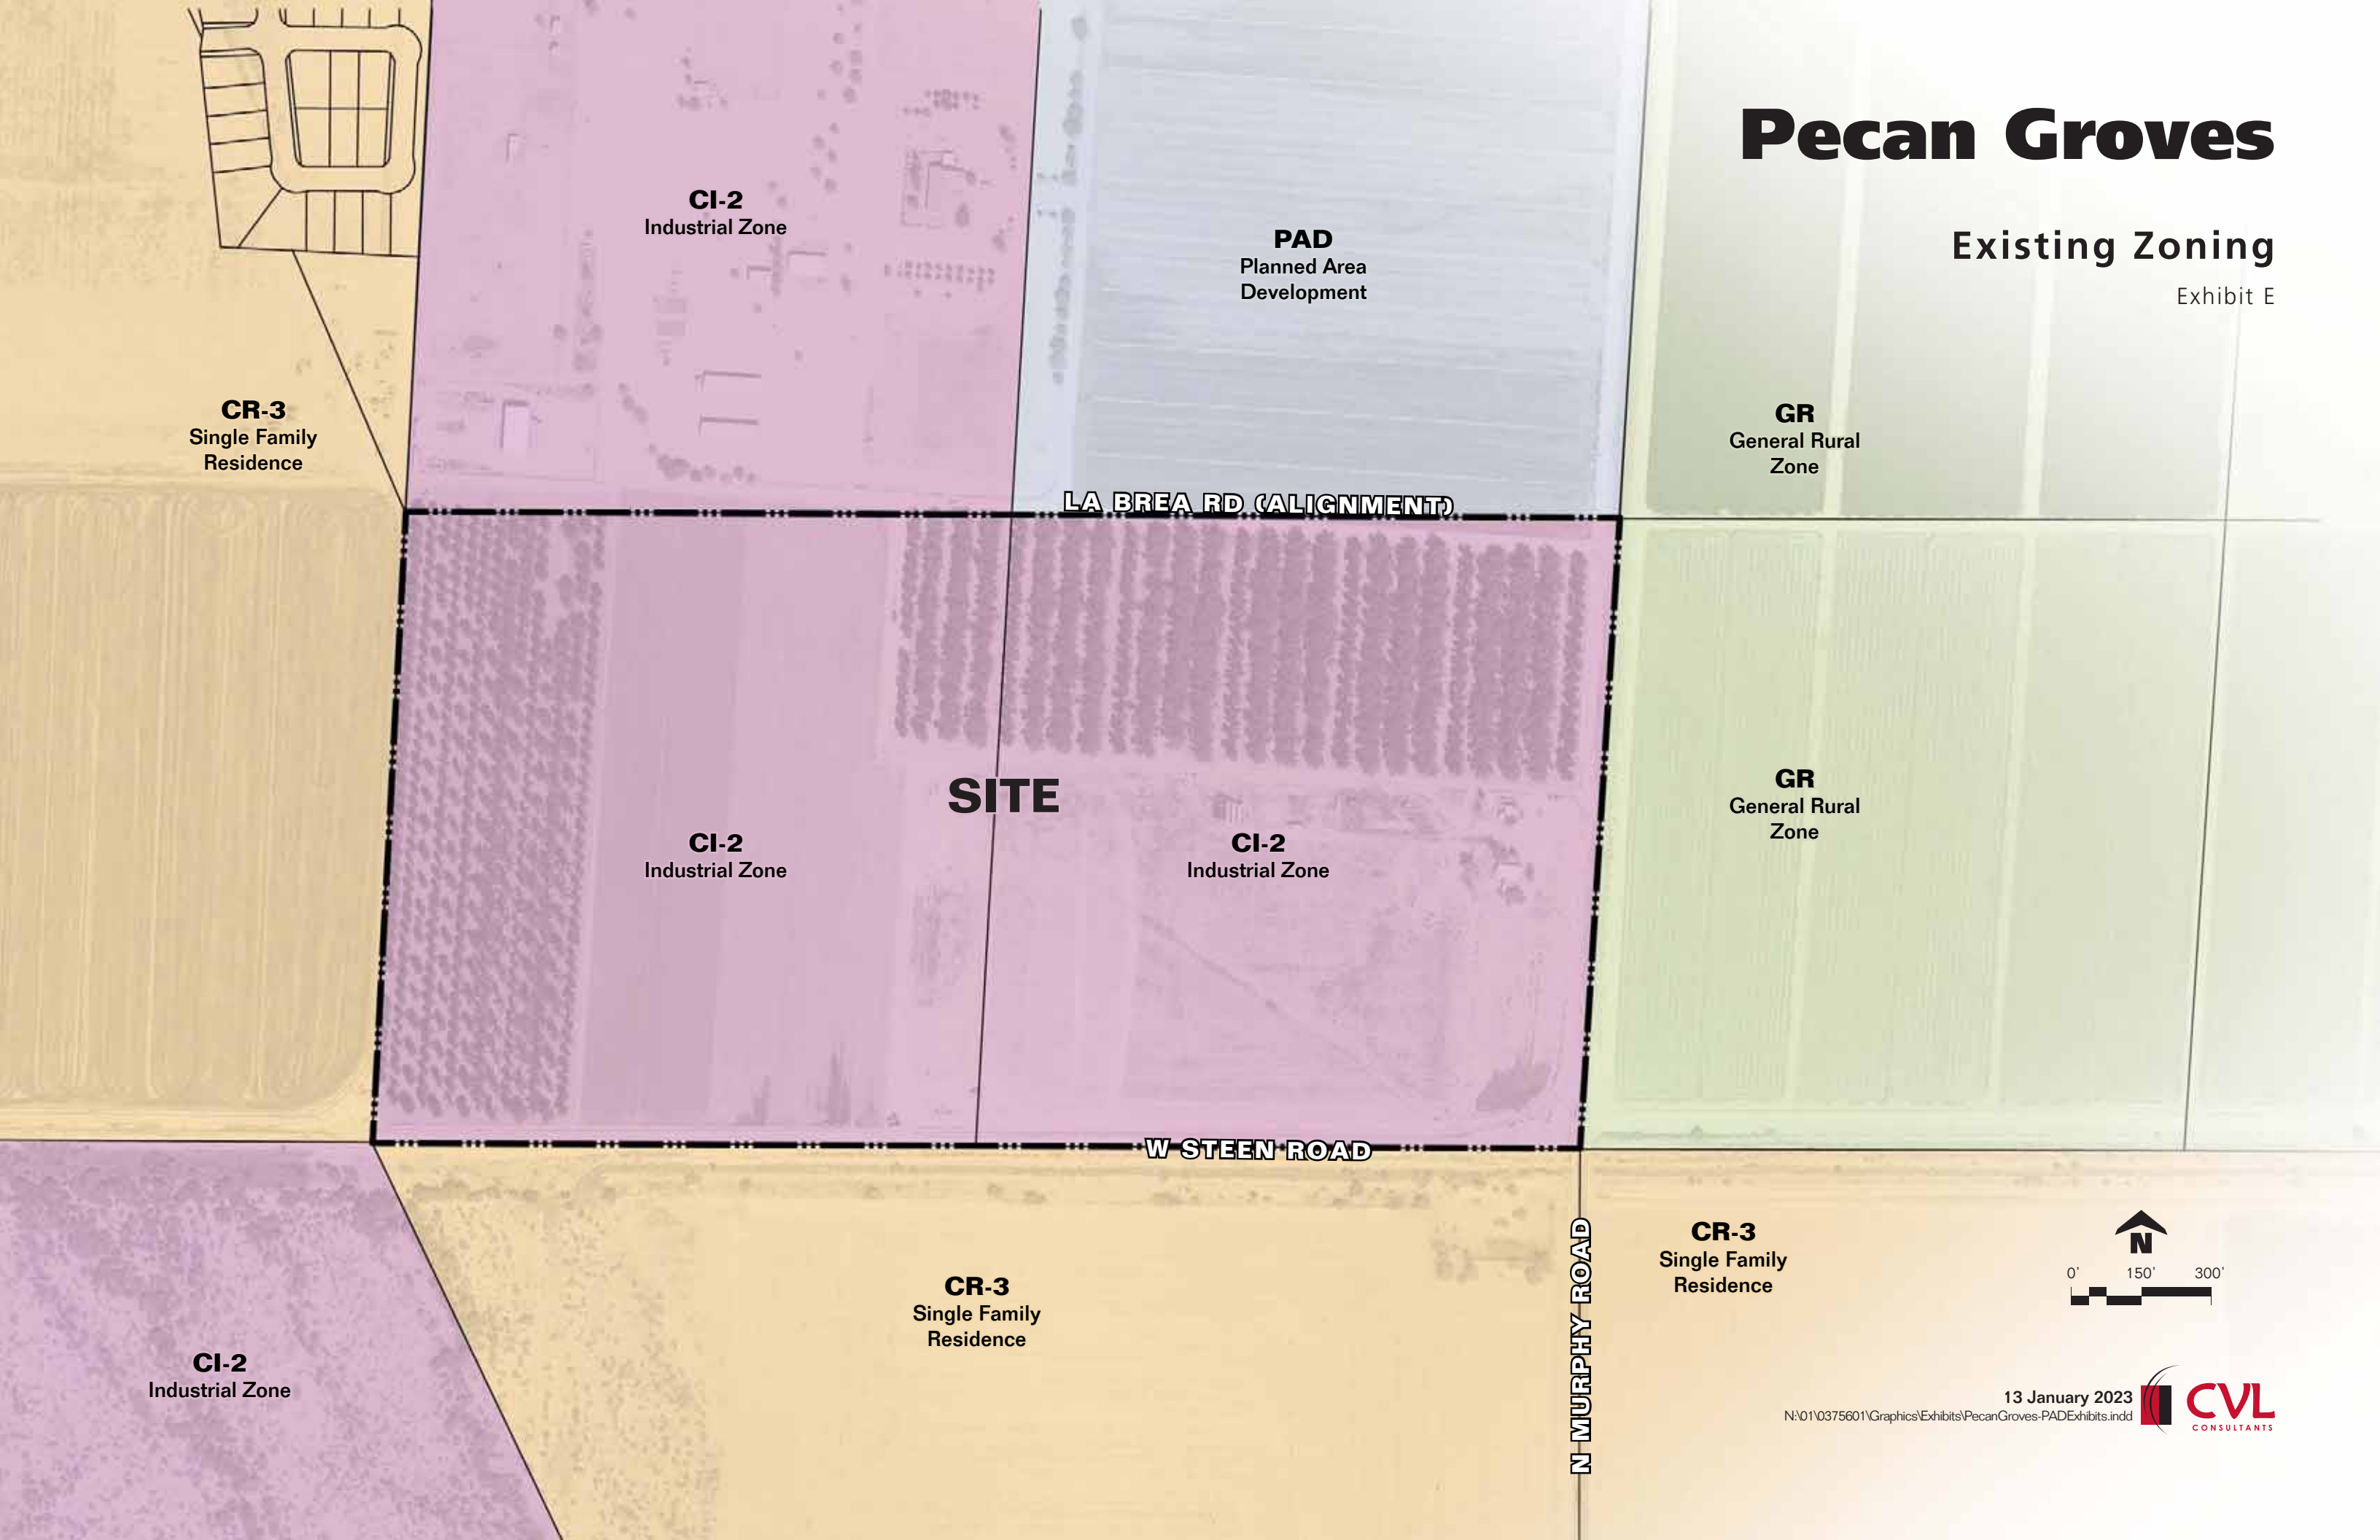 Pecan Groves
Existing Zoning
Exhibit E
CI-2
Industrial Zone
PAD
Planned Area
Development
CR-3
Single Family
Residence
GR
General Rural
Zone
LA BREA RD (ALIGNMENT)
SITE
CI-2
Industrial Zone
CI-2
Industrial Zone
GR
General Rural
Zone
W STEEN ROAD
N MURPHY ROAD
CR-3
Single Family
Residence
CR-3
Single Family
Residence
CI-2
Industrial Zone
N
0' 150' 300'
13 January 2023
N:\01\0375601\Graphics\Exhibits\PecanGroves-PADExhibits.indd
CVL
CONSULTANTS